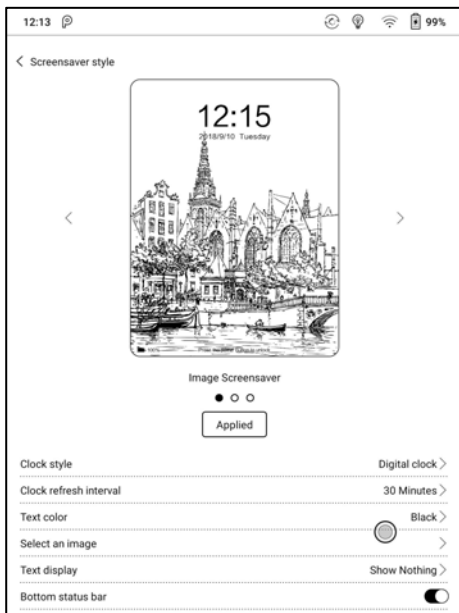 12:13 99%
Screensaver style
12:15
2018/9/10 Tuesday
100%
Image Screensaver
Applied
Clock style Digital clock
Clock refresh interval 30 Minutes
Text color Black
Select an image
Text display Show Nothing
Bottom status bar